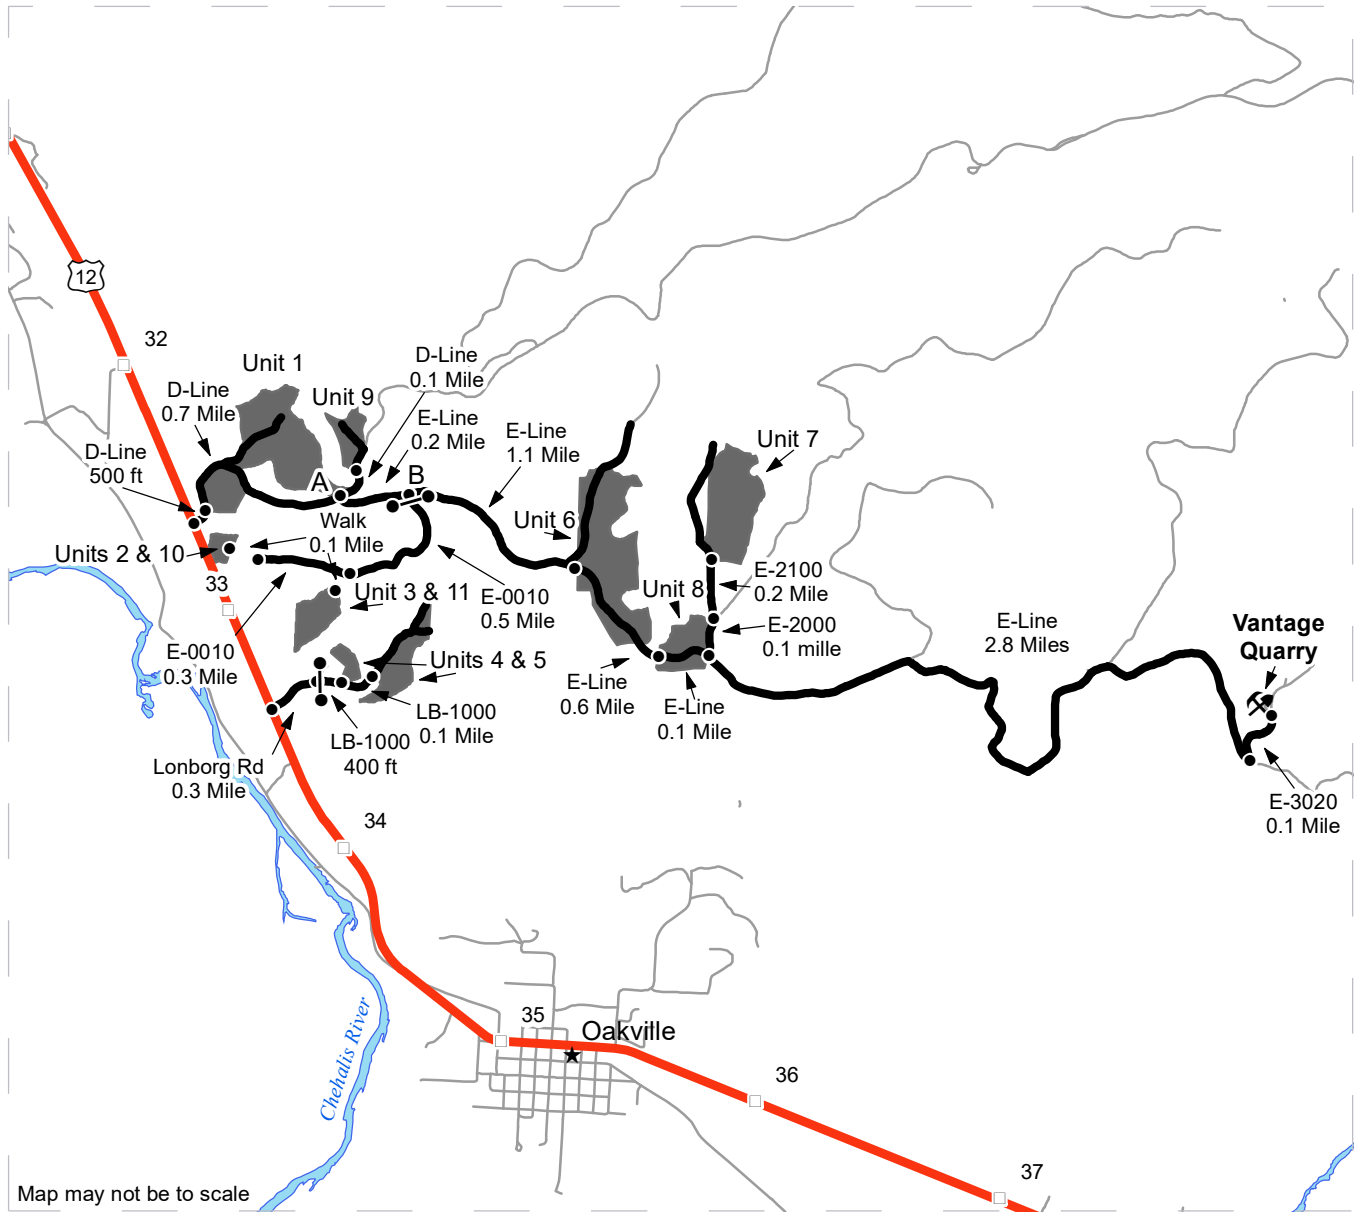 12
32
Unit 1
D-Line
0.1 Mile
D-Line
0.7 Mile
Unit 9
E-Line
0.2 Mile
E-Line
1.1 Mile
Unit 7
D-Line
500 ft
A
B
Walk
0.1 Mile
Unit 6
Units 2 & 10
33
Unit 3 & 11
E-0010
0.5 Mile
Unit 8
E-2100
0.2 Mile
E-2000
0.1 mille
E-Line
2.8 Miles
Vantage
Quarry
E-0010
0.3 Mile
Units 4 & 5
E-Line
0.6 Mile
E-Line
0.1 Mile
LB-1000
0.1 Mile
LB-1000
400 ft
Lonborg Rd
0.3 Mile
E-3020
0.1 Mile
34
35
Oakville
Chehalis River
36
37
Map may not be to scale